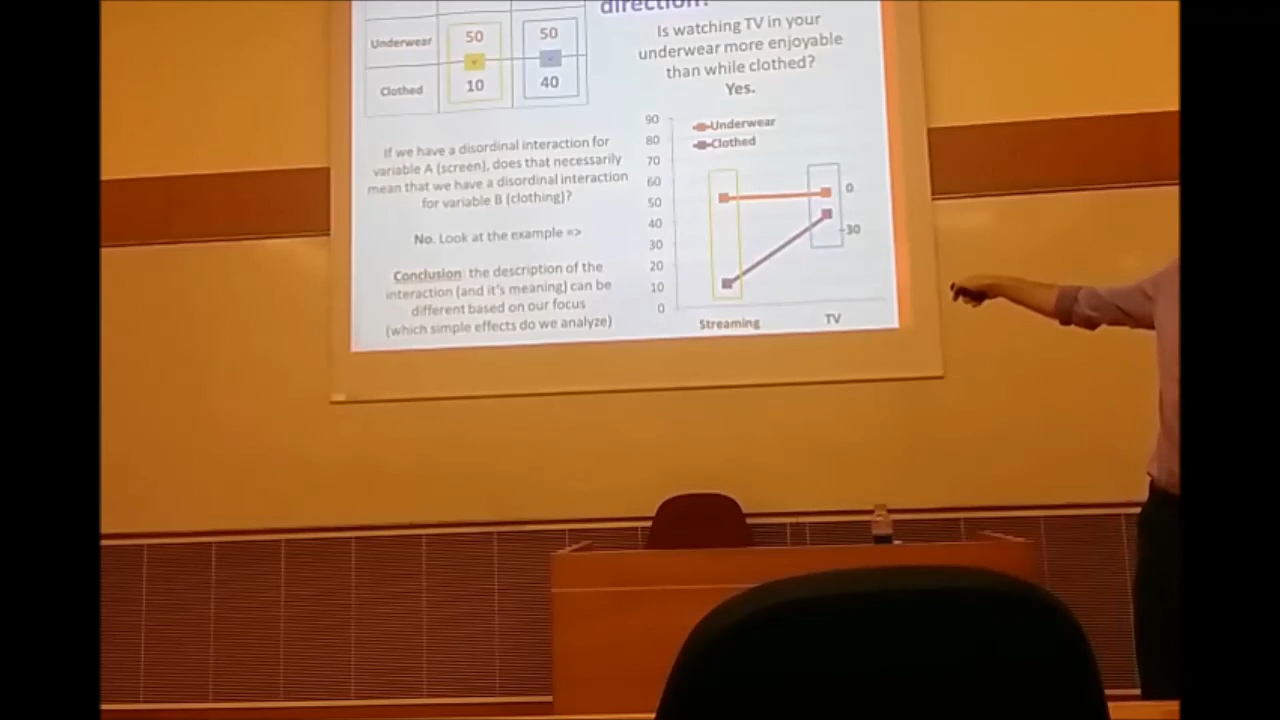 direction?
Underwear 50 50
Clothed 10 40
Is watching TV in your
underwear more enjoyable
than while clothed?
Yes.
If we have a disordinal interaction for
variable A (screen), does that necessarily
mean that we have a disordinal interaction
for variable B (clothing)?
No. Look at the example =>
Conclusion: the description of the
interaction (and it's meaning) can be
different based on our focus
(which simple effects do we analyze)
90
80
70
60
50
40
30
20
10
0
Underwear
Clothed
0
-30
Streaming TV